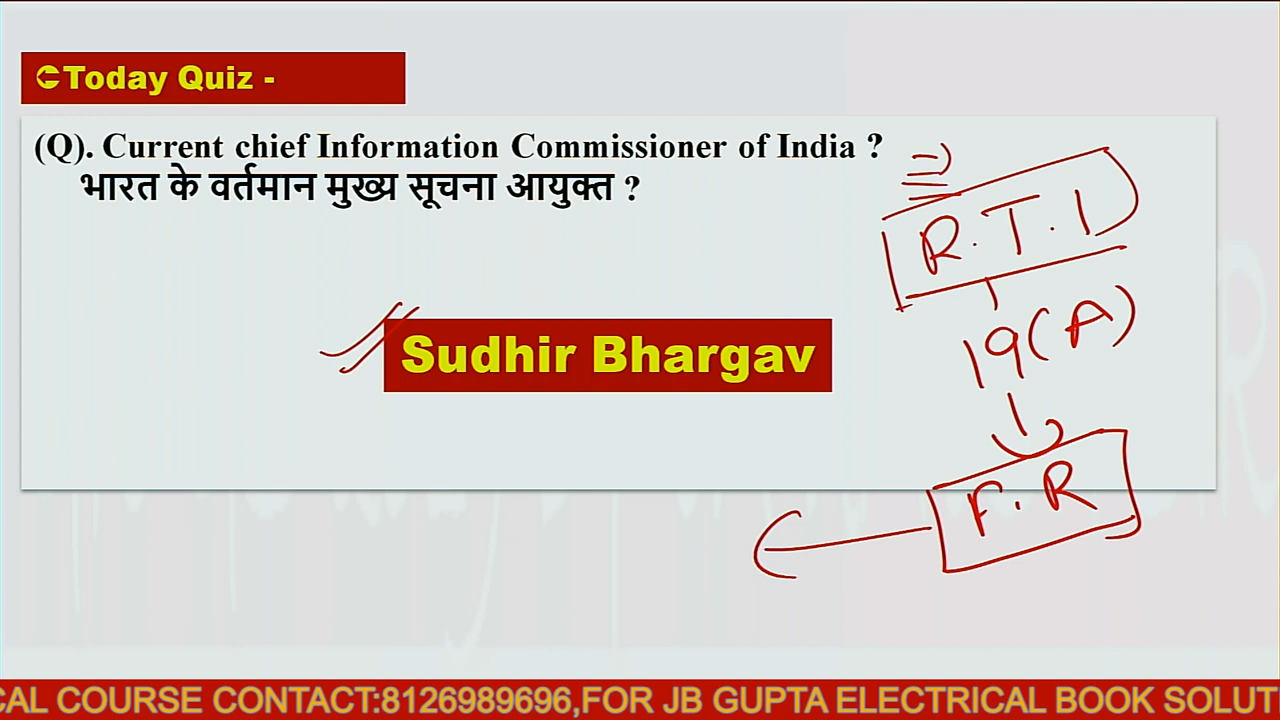 Today Quiz -
(Q). Current chief Information Commissioner of India ?
भारत के वर्तमान मुख्य सूचना आयुक्त ?
R.T.I
19(A)
Sudhir Bhargav
F.R
CAL COURSE CONTACT:8126989696,FOR JB GUPTA ELECTRICAL BOOK SOLUT